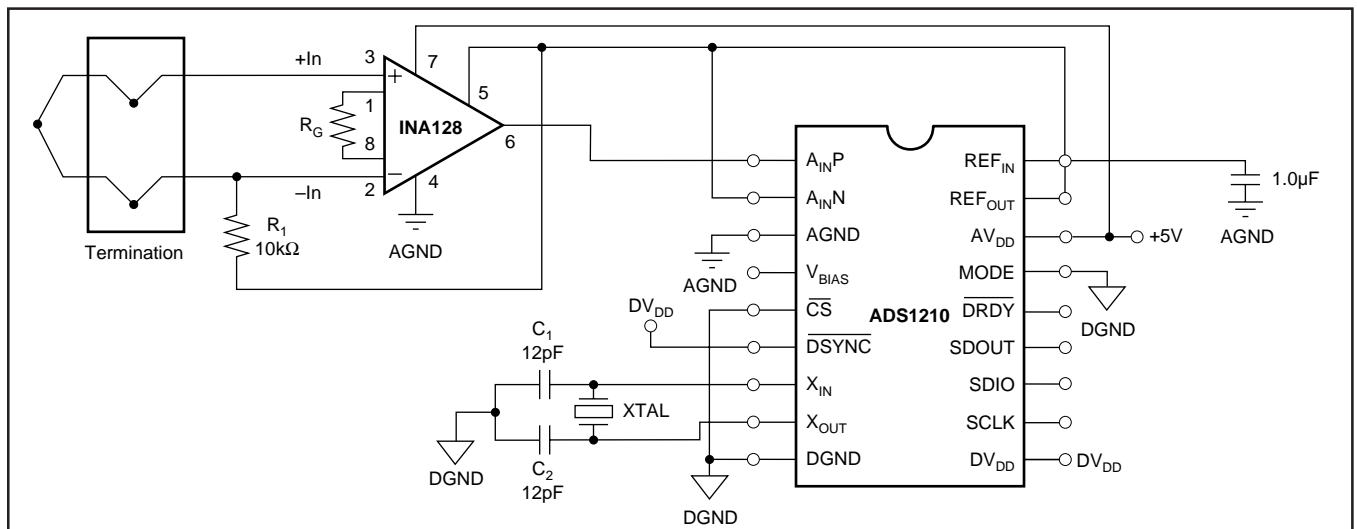 +In
3
+
7
5
1
R_G
8
INA128
6
–In
2
–
4
AGND
R_1
10kΩ
Termination
A_INP
A_INN
AGND
V_BIAS
CS
DSYNC
X_IN
X_OUT
DGND
ADS1210
REF_IN
REF_OUT
AV_DD
MODE
DRDY
SDOUT
SDIO
SCLK
DV_DD
1.0µF
AGND
+5V
DGND
DV_DD
AGND
DV_DD
C_1
12pF
XTAL
C_2
12pF
DGND
DGND